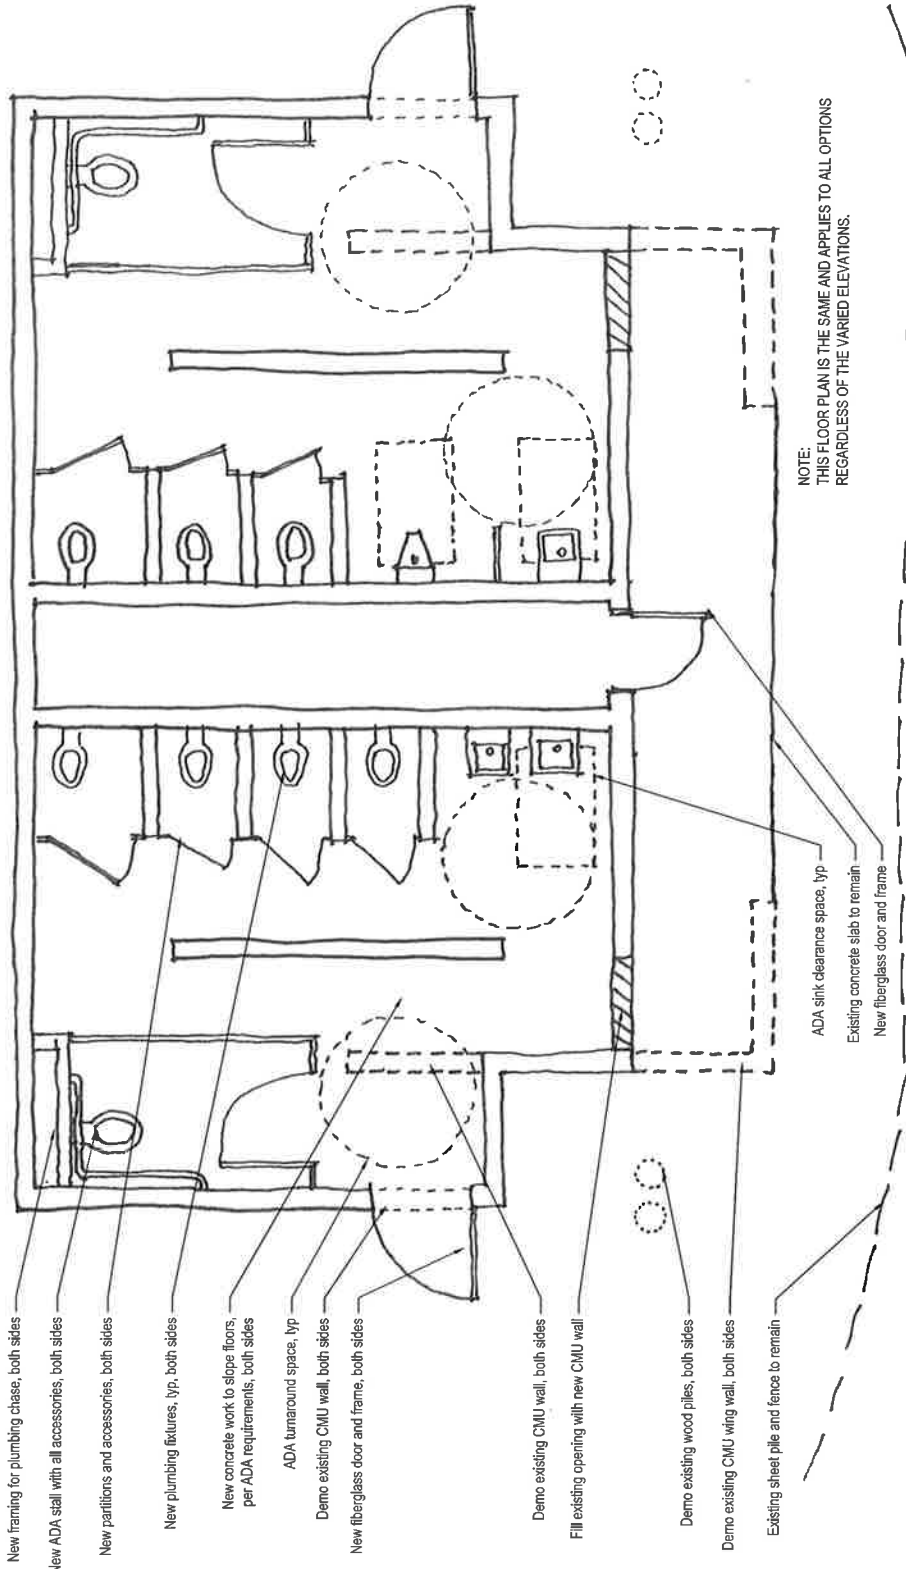 New framing for plumbing chase, both sides
New ADA stall with all accessories, both sides
New partitions and accessories, both sides
New plumbing fixtures, typ, both sides
New concrete work to slope floors,
per ADA requirements, both sides
ADA turnaround space, typ
Demo existing CMU wall, both sides
New fiberglass door and frame, both sides
Demo existing CMU wall, both sides
Fill existing opening with new CMU wall
Demo existing wood piles, both sides
Demo existing CMU wing wall, both sides
Existing sheet pile and fence to remain
ADA sink clearance space, typ
Existing concrete slab to remain
New fiberglass door and frame
NOTE:
THIS FLOOR PLAN IS THE SAME AND APPLIES TO ALL OPTIONS
REGARDLESS OF THE VARIED ELEVATIONS.